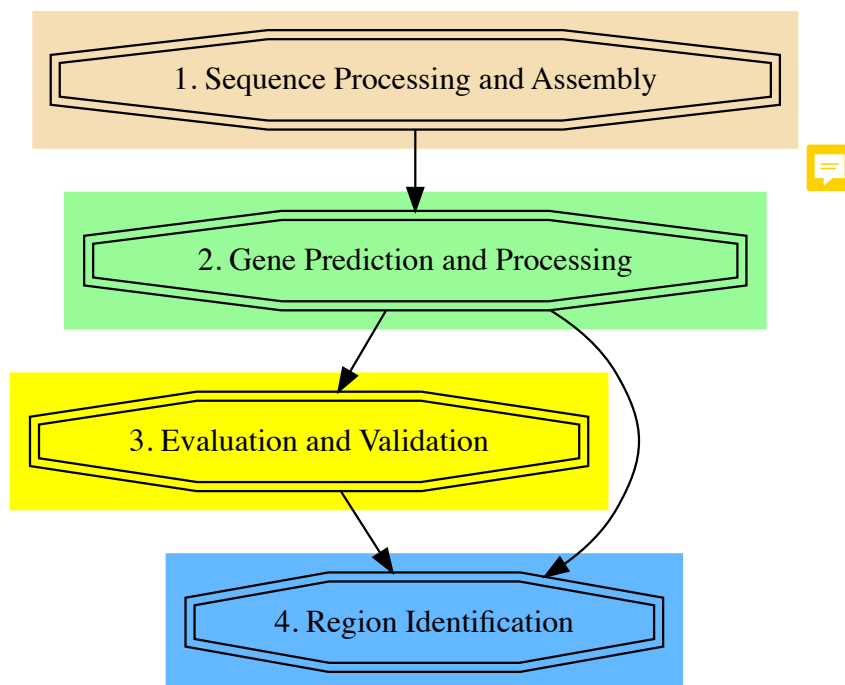 1. Sequence Processing and Assembly
2. Gene Prediction and Processing
3. Evaluation and Validation
4. Region Identification